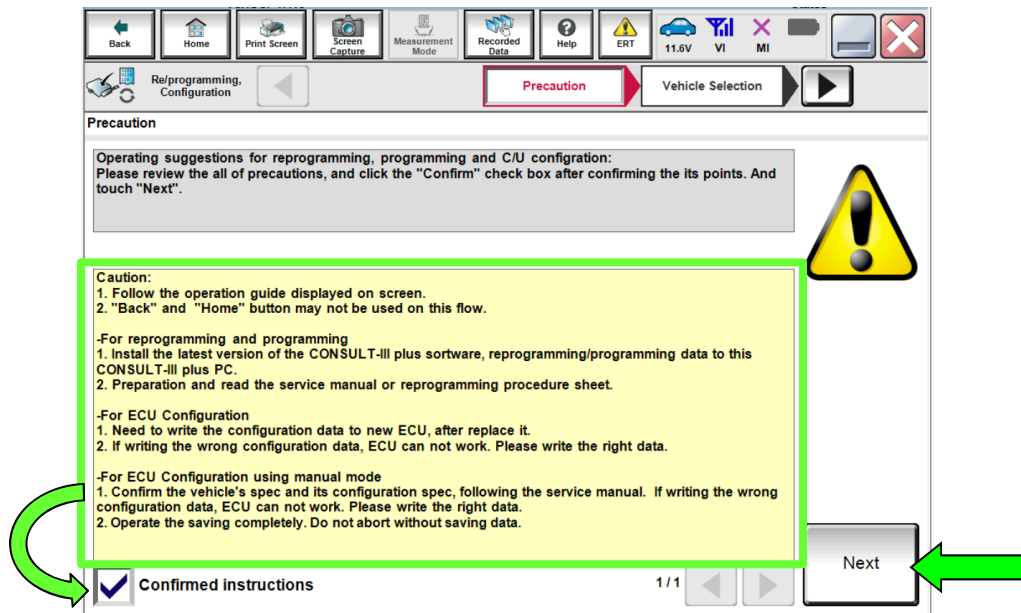 Back
Home
Print Screen
Screen
Capture
Measurement
Mode
Recorded
Data
Help
ERT
11.6V
VI
MI
Re/programming,
Configuration
Precaution
Vehicle Selection
Precaution
Operating suggestions for reprogramming, programming and C/U configration:
Please review the all of precautions, and click the "Confirm" check box after confirming the its points. And
touch "Next".
Caution:
1. Follow the operation guide displayed on screen.
2. "Back" and "Home" button may not be used on this flow.
-For reprogramming and programming
1. Install the latest version of the CONSULT-III plus sortware, reprogramming/programming data to this
CONSULT-III plus PC.
2. Preparation and read the service manual or reprogramming procedure sheet.
-For ECU Configuration
1. Need to write the configuration data to new ECU, after replace it.
2. If writing the wrong configuration data, ECU can not work. Please write the right data.
-For ECU Configuration using manual mode
1. Confirm the vehicle's spec and its configuration spec, following the service manual. If writing the wrong
configuration data, ECU can not work. Please write the right data.
2. Operate the saving completely. Do not abort without saving data.
Confirmed instructions
1/1
Next